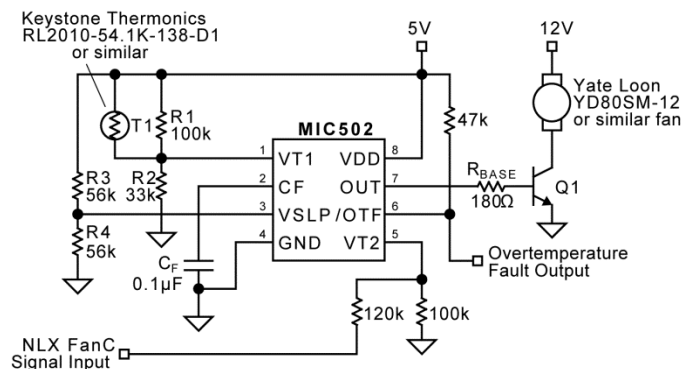 Keystone Thermonics
RL2010-54.1K-138-D1
or similar
5V
12V
Yate Loon
YD80SM-12
or similar fan
T1
R1
100k
47k
MIC502
1
VT1
VDD
8
R3
56k
R2
33k
2
CF
OUT
7
RBASE
180Ω
Q1
3
VSLP
/OTF
6
R4
56k
4
GND
VT2
5
CF
0.1µF
Overtemperature
Fault Output
120k
100k
NLX FanC
Signal Input